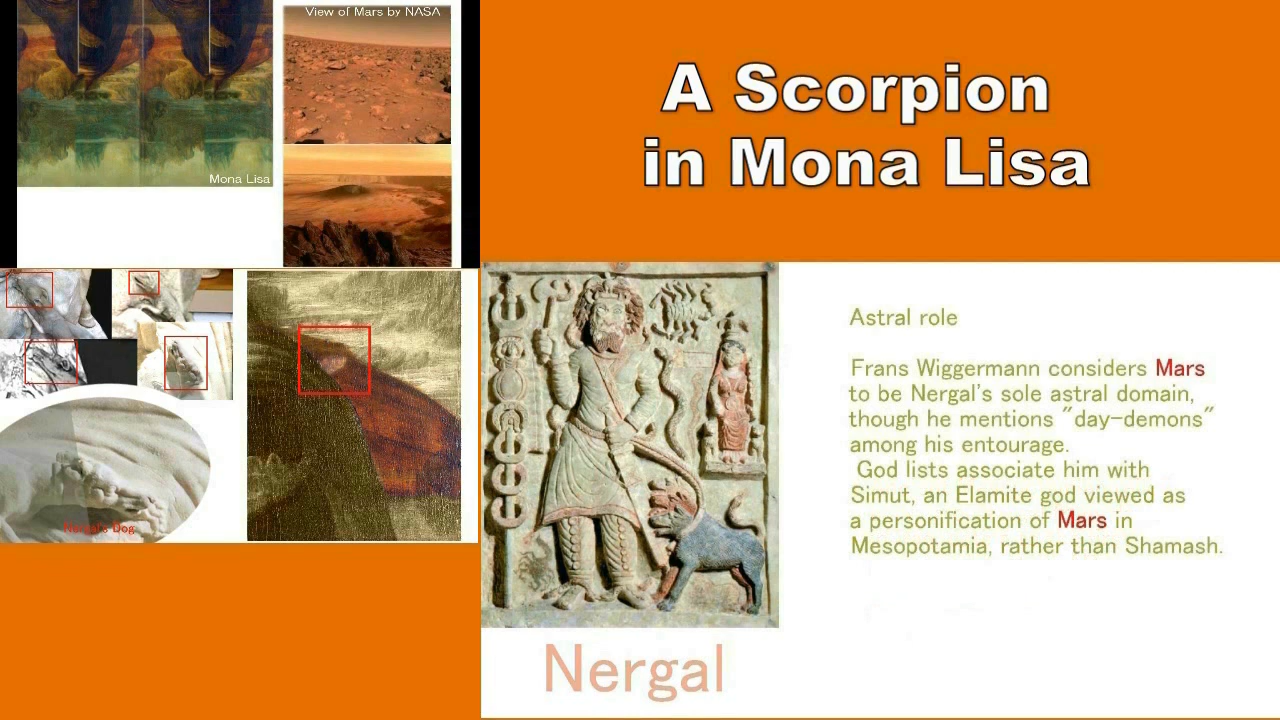 View of Mars by NASA
Mona Lisa
A Scorpion
in Mona Lisa
Nergal's Dog
Astral role
Frans Wiggermann considers Mars
to be Nergal's sole astral domain,
though he mentions "day-demons"
among his entourage.
God lists associate him with
Simut, an Elamite god viewed as
a personification of Mars in
Mesopotamia, rather than Shamash.
Nergal